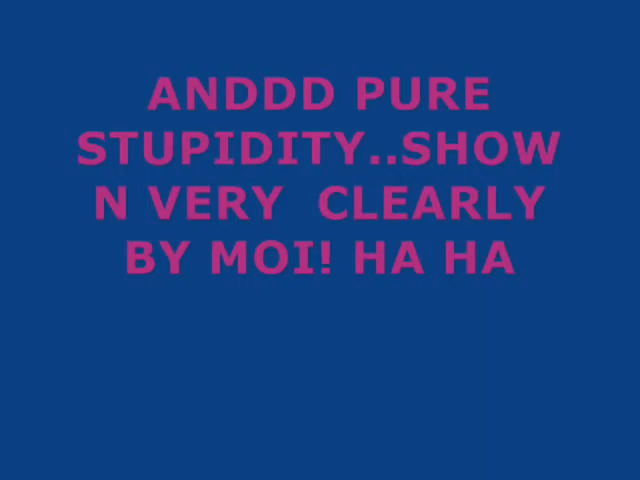 ANDDD PURE
STUPIDITY..SHOW
N VERY  CLEARLY
BY MOI! HA HA